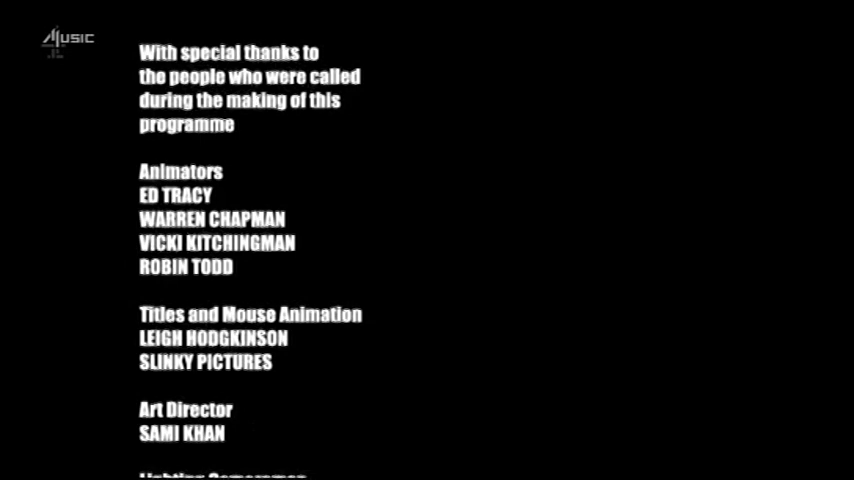 4Music
With special thanks to
the people who were called
during the making of this
programme
Animators
ED TRACY
WARREN CHAPMAN
VICKI KITCHINGMAN
ROBIN TODD
Titles and Mouse Animation
LEIGH HODGKINSON
SLINKY PICTURES
Art Director
SAMI KHAN